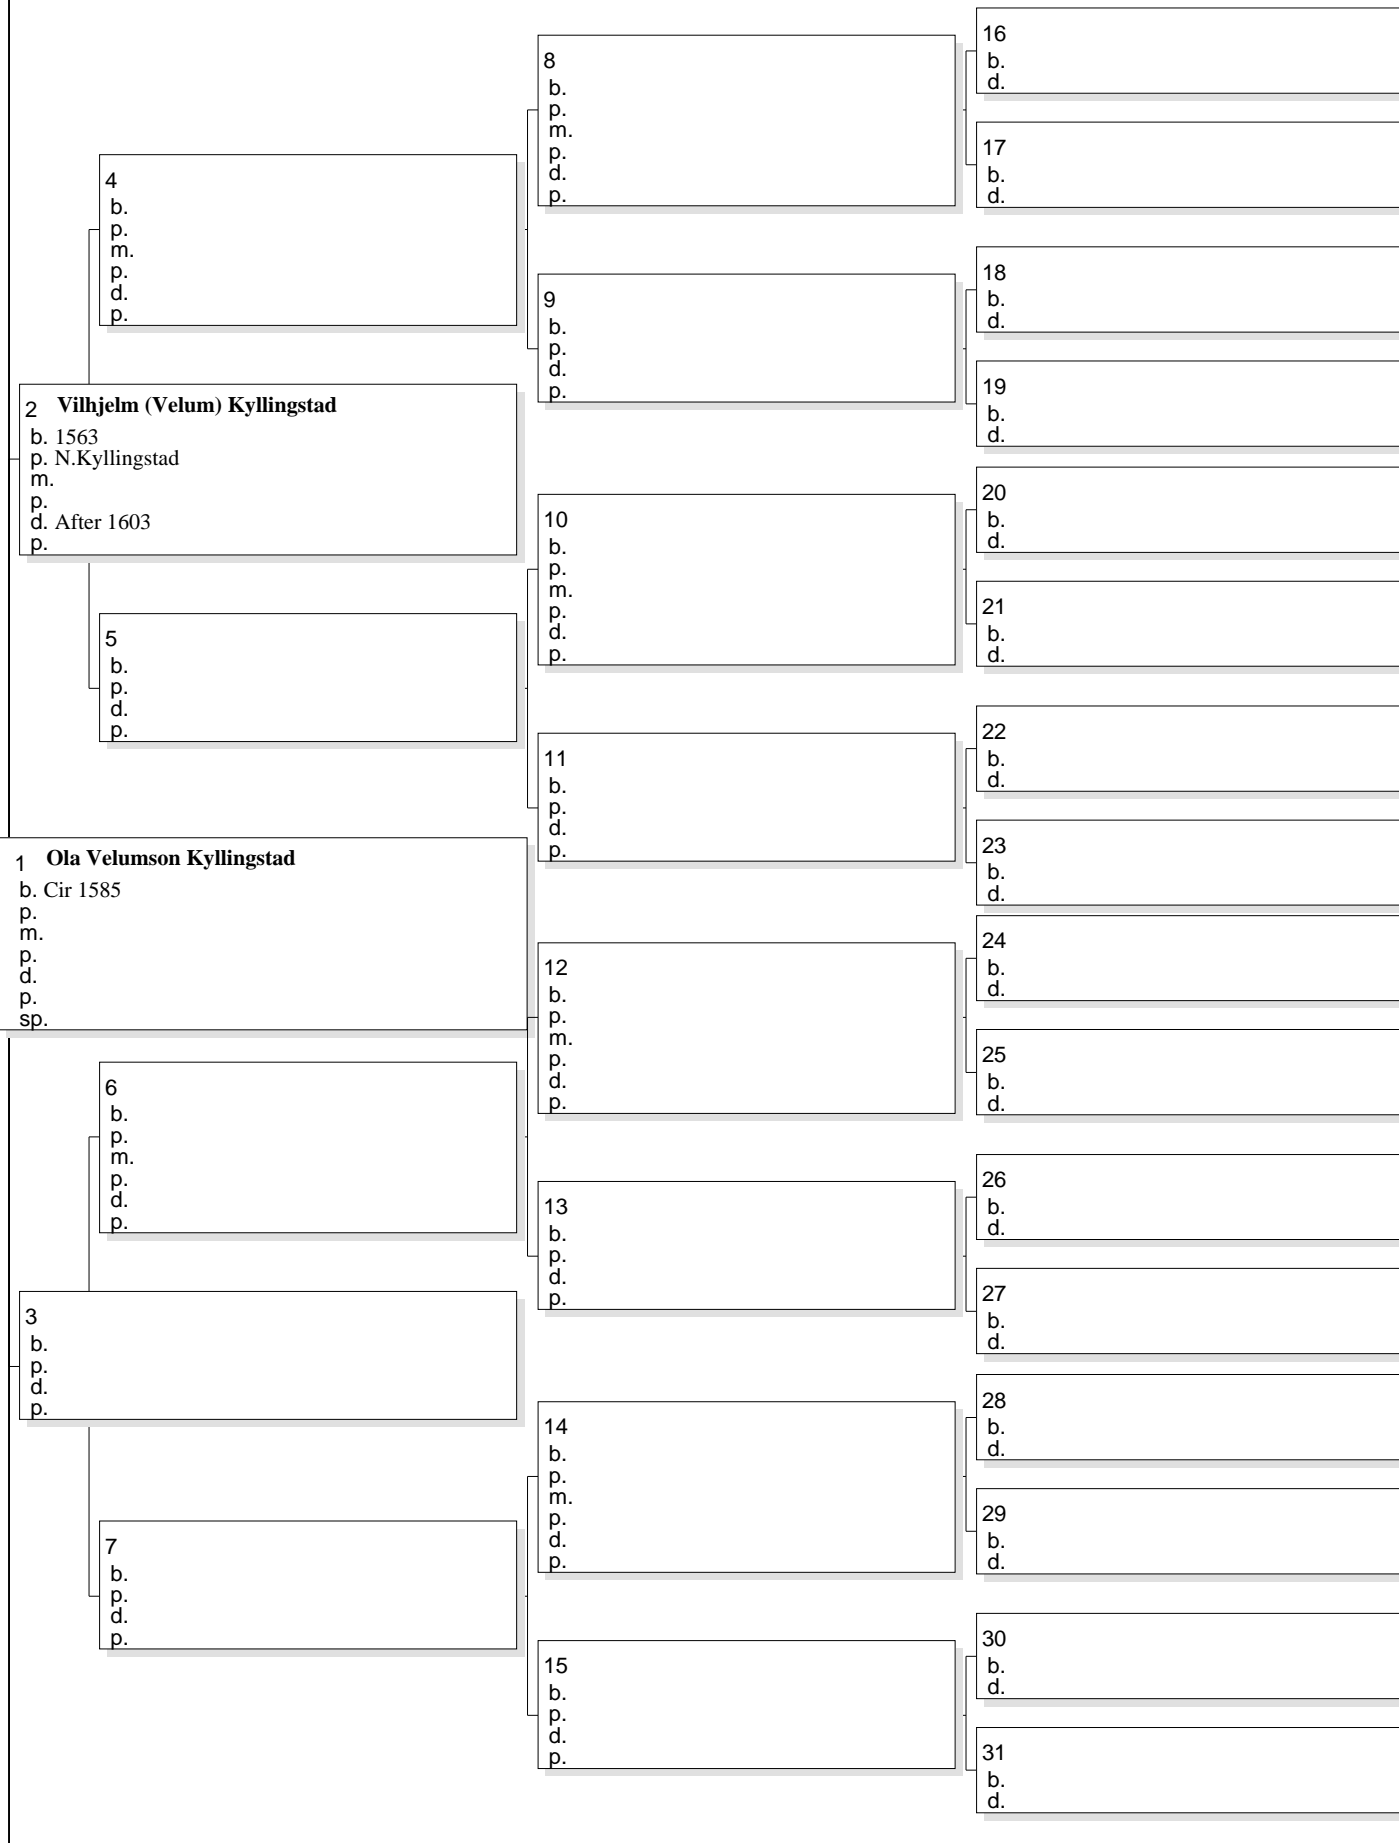 1 Ola Velumson Kyllingstad
b. Cir 1585
p.
m.
p.
d.
p.
sp.
2 Vilhjelm (Velum) Kyllingstad
b. 1563
p. N.Kyllingstad
m.
p.
d. After 1603
p.
3
b.
p.
d.
p.
4
b.
p.
m.
p.
d.
p.
5
b.
p.
d.
p.
6
b.
p.
m.
p.
d.
p.
7
b.
p.
d.
p.
8
b.
p.
m.
p.
d.
p.
9
b.
p.
d.
p.
10
b.
p.
m.
p.
d.
p.
11
b.
p.
d.
p.
12
b.
p.
m.
p.
d.
p.
13
b.
p.
d.
p.
14
b.
p.
m.
p.
d.
p.
15
b.
p.
d.
p.
16
b.
d.
17
b.
d.
18
b.
d.
19
b.
d.
20
b.
d.
21
b.
d.
22
b.
d.
23
b.
d.
24
b.
d.
25
b.
d.
26
b.
d.
27
b.
d.
28
b.
d.
29
b.
d.
30
b.
d.
31
b.
d.